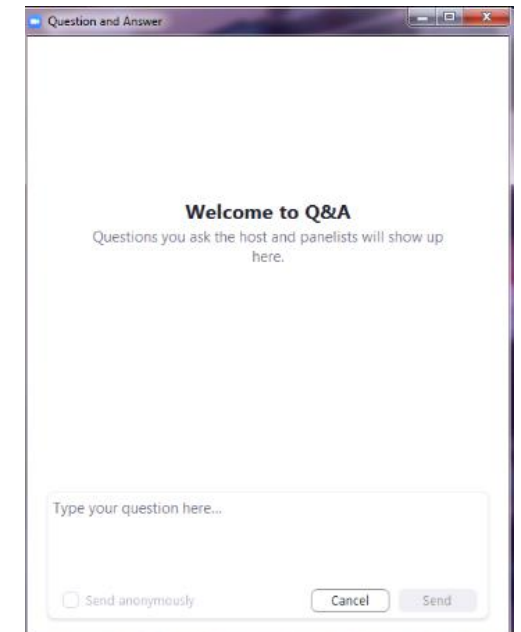 Question and Answer
Welcome to Q&A
Questions you ask the host and panelists will show up
here.
Type your question here...
Send anonymously
Cancel
Send